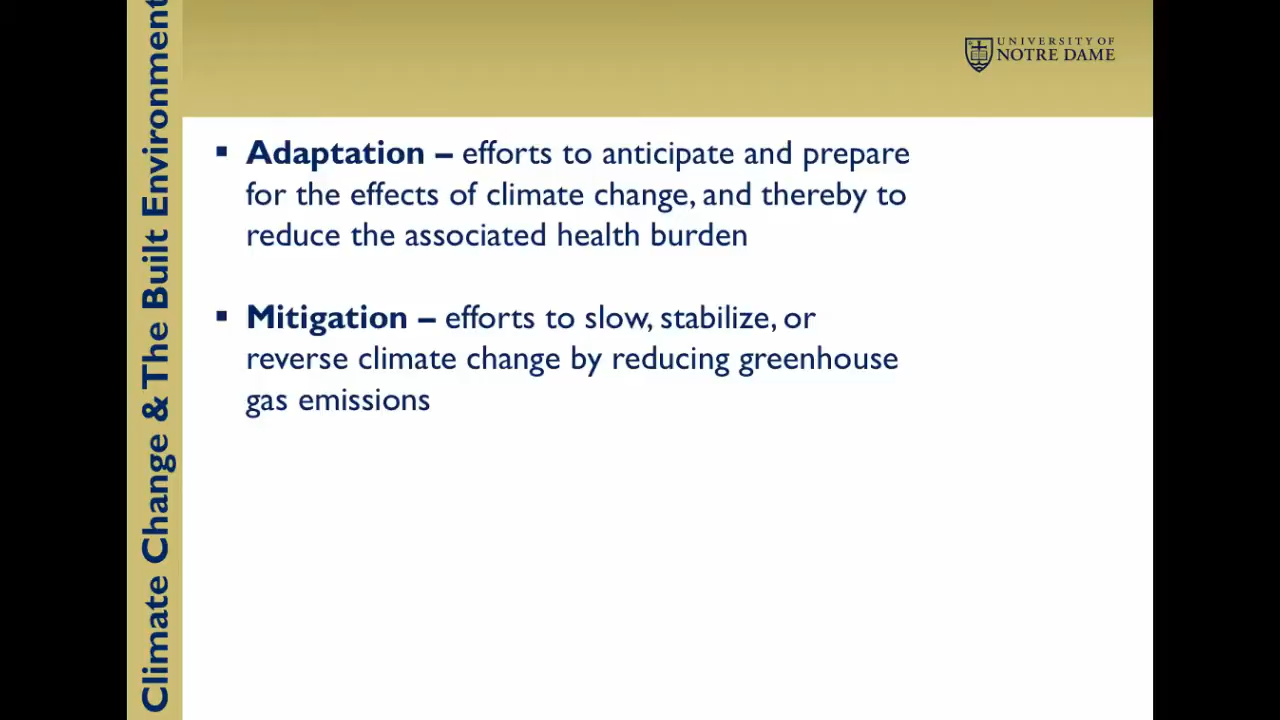 Climate Change & The Built Environment
UNIVERSITY OF
NOTRE DAME
▪ Adaptation – efforts to anticipate and prepare
for the effects of climate change, and thereby to
reduce the associated health burden
▪ Mitigation – efforts to slow, stabilize, or
reverse climate change by reducing greenhouse
gas emissions